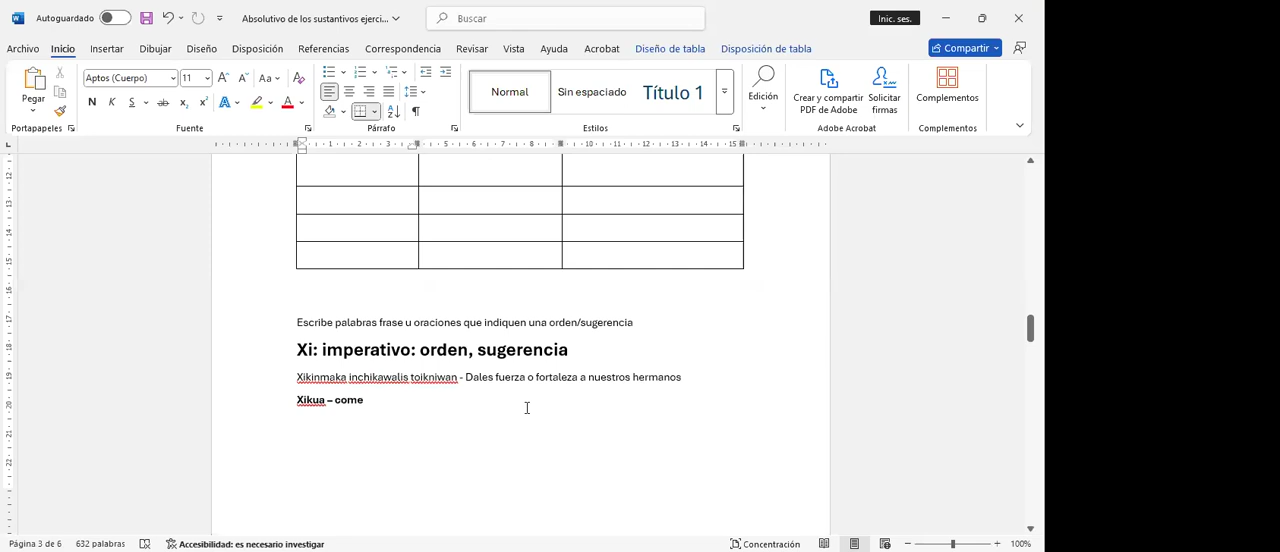 Autoguardado
Absolutivo de los sustantivos ejerci...
Buscar
Inic. ses.
Archivo Inicio Insertar Dibujar Diseño Disposición Referencias Correspondencia Revisar Vista Ayuda Acrobat Diseño de tabla Disposición de tabla
Compartir
Pegar
Aptos (Cuerpo) 11
Normal
Sin espaciado
Título 1
Edición
Crear y compartir PDF de Adobe
Solicitar firmas
Complementos
Portapapeles
Fuente
Párrafo
Estilos
Adobe Acrobat
Complementos
Escribe palabras frase u oraciones que indiquen una orden/sugerencia
Xi: imperativo: orden, sugerencia
Xikinmaka inchikawalis toikniwan - Dales fuerza o fortaleza a nuestros hermanos
Xikua – come
Página 3 de 6 632 palabras Accesibilidad: es necesario investigar Concentración 100%